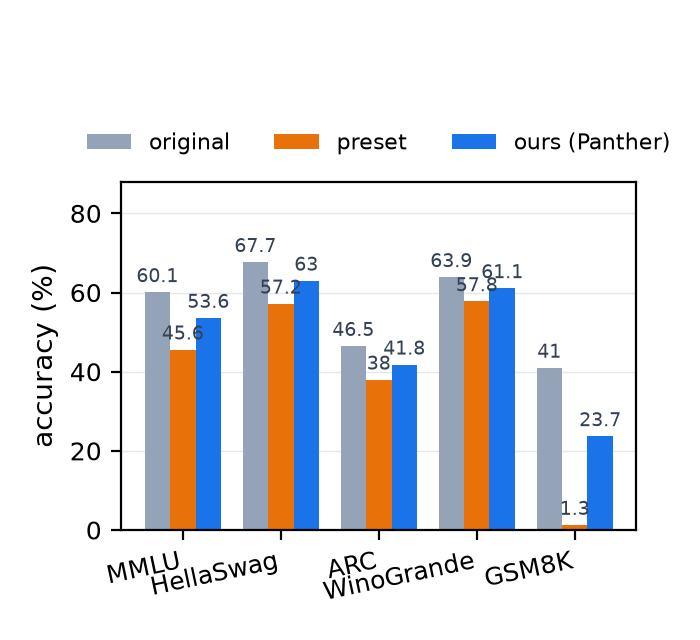 original preset ours (Panther)
accuracy (%)
80
60
40
20
0
60.1 45.6 53.6
67.7 57.2 63
46.5 38 41.8
63.9 57.8 61.1
41 1.3 23.7
MMLU HellaSwag ARC WinoGrande GSM8K